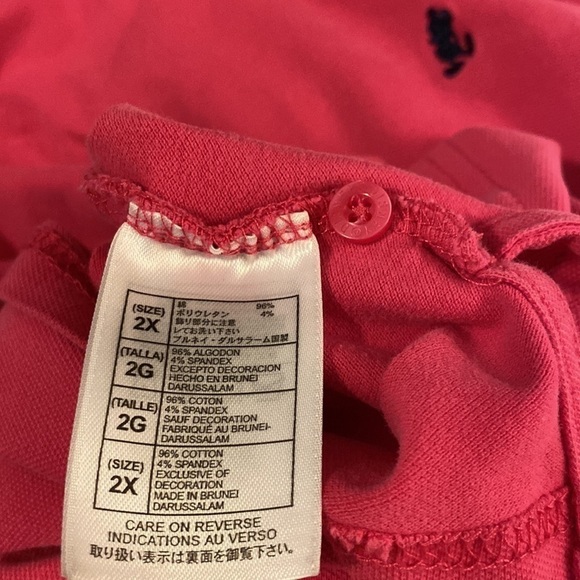 (SIZE)
2X
綿 96%
ポリウレタン 4%
飾り部分に注意
してお洗い下さい
ブルネイ・ダルサラーム国製
(TALLA)
2G
96% ALGODON
4% SPANDEX
EXCEPTO DECORACION
HECHO EN BRUNEI
DARUSSALAM
(TAILLE)
2G
96% COTON
4% SPANDEX
SAUF DECORATION
FABRIQUÉ AU BRUNEI-
DARUSSALAM
(SIZE)
2X
96% COTTON
4% SPANDEX
EXCLUSIVE OF
DECORATION
MADE IN BRUNEI
DARUSSALAM
CARE ON REVERSE
INDICATIONS AU VERSO
取り扱い表示は裏面を御覧下さい。